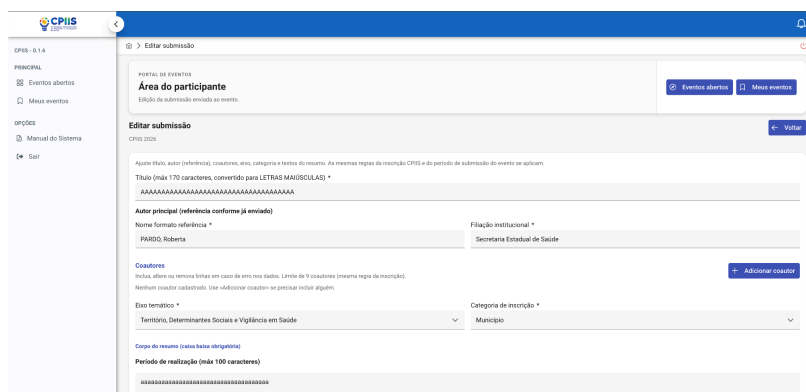 CPIIS
Editar submissão
CPIIS - 0.1.6
PRINCIPAL
Eventos abertos
Meus eventos
OPÇÕES
Manual do Sistema
Sair
PORTAL DE EVENTOS
Área do participante
Edição da submissão enviada ao evento.
Eventos abertos
Meus eventos
Editar submissão
CPIIS 2026
Voltar
Ajuste título, autor (referência), coautores, eixo, categoria e textos do resumo. As mesmas regras da inscrição CPIIS e do período de submissão do evento se aplicam.
Título (máx 170 caracteres, convertido para LETRAS MAIÚSCULAS) *
AAAAAAAAAAAAAAAAAAAAAAAAAAAAAAAAAAAAA
Autor principal (referência conforme já enviado)
Nome formato referência *
Filiação institucional *
PARDO, Roberta
Secretaria Estadual de Saúde
Coautores
Inclua, altere ou remova linhas em caso de erro nos dados. Limite de 9 coautores (mesma regra da inscrição).
Nenhum coautor cadastrado. Use «Adicionar coautor» se precisar incluir alguém.
Adicionar coautor
Eixo temático *
Categoria de inscrição *
Território, Determinantes Sociais e Vigilância em Saúde
Município
Corpo do resumo (caixa baixa obrigatória)
Período de realização (máx 100 caracteres)
aaaaaaaaaaaaaaaaaaaaaaaaaaaaaaaaaaaaa